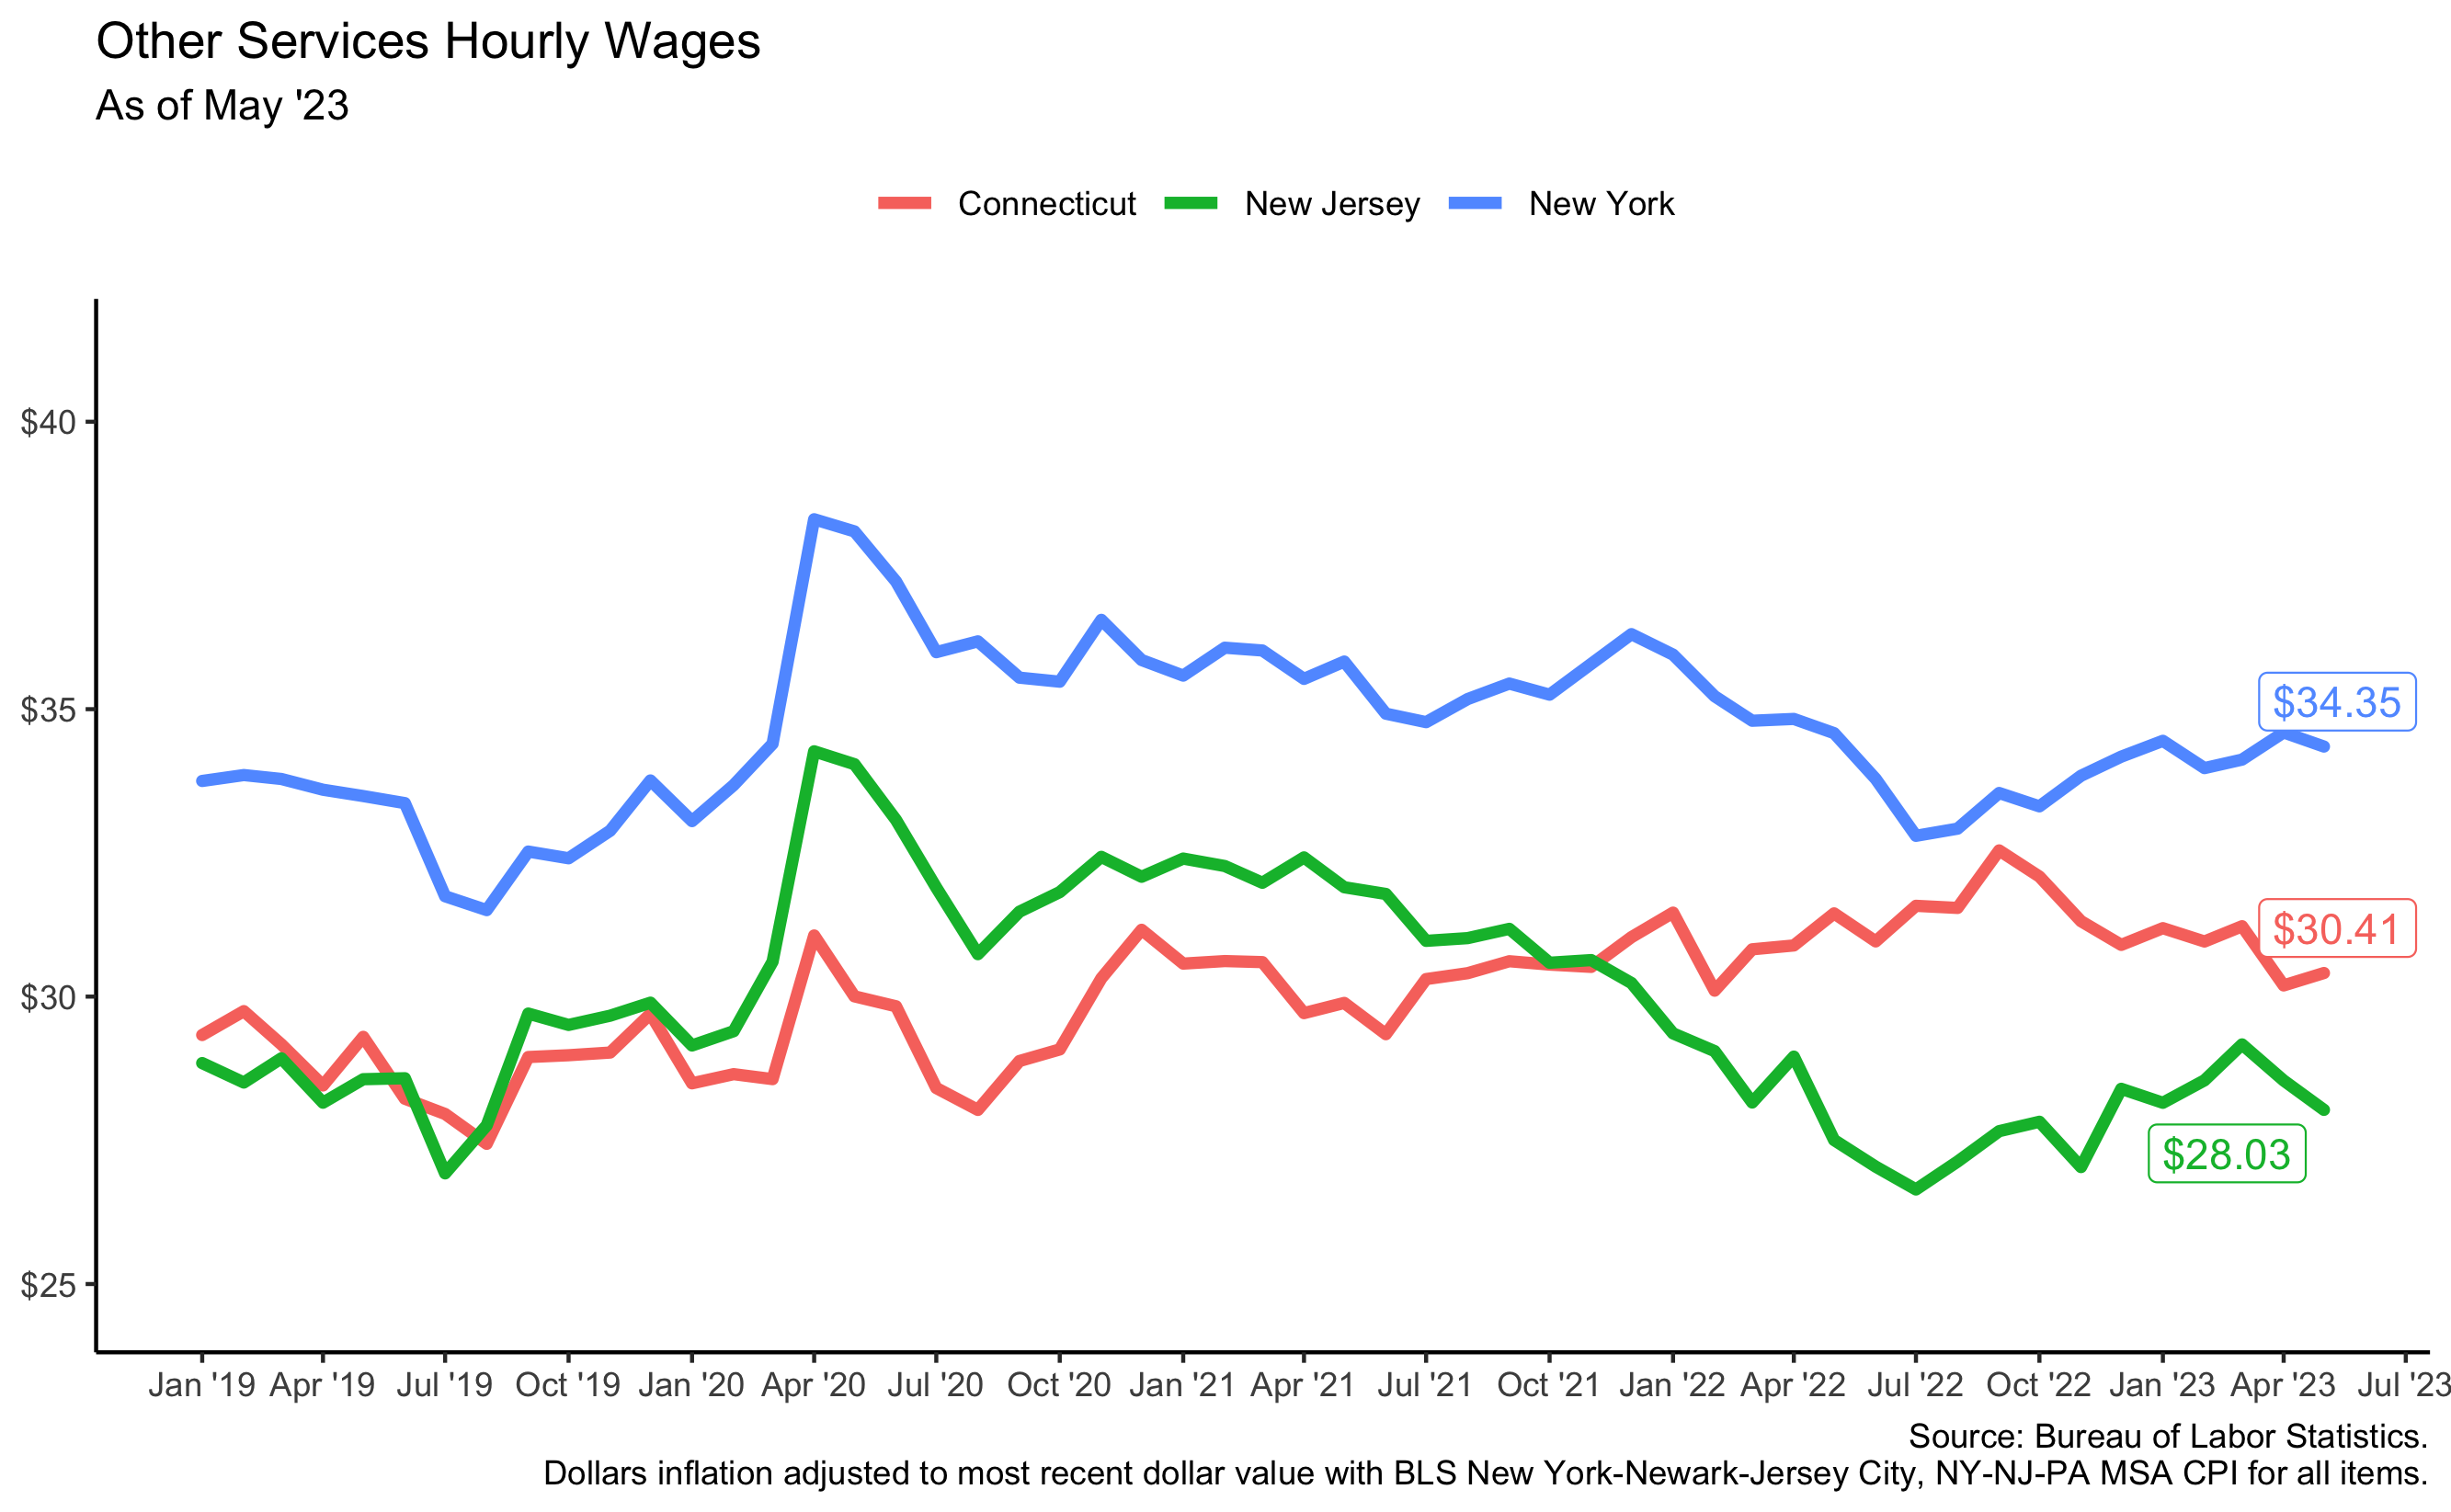 Other Services Hourly Wages
As of May '23
Connecticut New Jersey New York
$40
$35
$30
$25
$34.35
$30.41
$28.03
Jan '19 Apr '19 Jul '19 Oct '19 Jan '20 Apr '20 Jul '20 Oct '20 Jan '21 Apr '21 Jul '21 Oct '21 Jan '22 Apr '22 Jul '22 Oct '22 Jan '23 Apr '23 Jul '23
Source: Bureau of Labor Statistics.
Dollars inflation adjusted to most recent dollar value with BLS New York-Newark-Jersey City, NY-NJ-PA MSA CPI for all items.